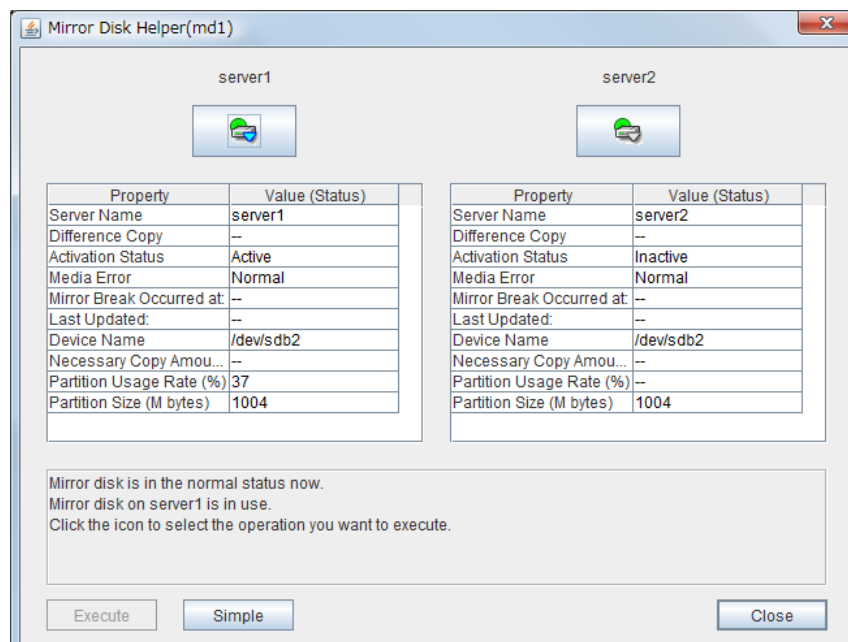 Mirror Disk Helper(md1)
server1 server2
Property Value (Status) Property Value (Status)
Server Name server1 Server Name server2
Difference Copy -- Difference Copy --
Activation Status Active Activation Status Inactive
Media Error Normal Media Error Normal
Mirror Break Occurred at: -- Mirror Break Occurred at: --
Last Updated: -- Last Updated: --
Device Name /dev/sdb2 Device Name /dev/sdb2
Necessary Copy Amou... -- Necessary Copy Amou... --
Partition Usage Rate (%) 37 Partition Usage Rate (%) --
Partition Size (M bytes) 1004 Partition Size (M bytes) 1004
Mirror disk is in the normal status now.
Mirror disk on server1 is in use.
Click the icon to select the operation you want to execute.
Execute Simple Close